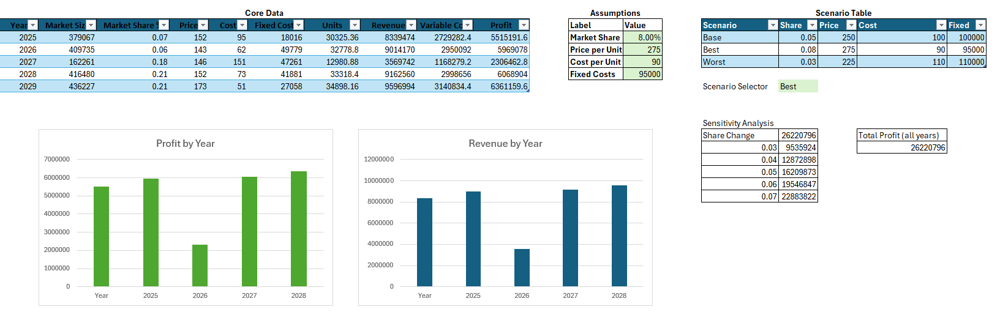 Core Data
Year Market Siz Market Share % Price Cost Fixed Cost Units Revenue Variable Co Profit
2025 379067 0.07 152 95 18016 30325.36 8339474 2729282.4 5515191.6
2026 409735 0.06 143 62 49779 32778.8 9014170 2950092 5969078
2027 162261 0.18 146 151 47261 12980.88 3569742 1168279.2 2306462.8
2028 416480 0.21 152 73 41881 33318.4 9162560 2998656 6068904
2029 436227 0.21 173 51 27058 34898.16 9596994 3140834.4 6361159.6
Assumptions
Label Value
Market Share 8.00%
Price per Unit 275
Cost per Unit 90
Fixed Costs 95000
Scenario Table
Scenario Share Price Cost Fixed
Base 0.05 250 100 100000
Best 0.08 275 90 95000
Worst 0.03 225 110 110000
Scenario Selector Best
Sensitivity Analysis
Share Change 26220796
0.03 9535924
0.04 12872898
0.05 16209873
0.06 19546847
0.07 22883822
Total Profit (all years)
26220796
Profit by Year
7000000
6000000
5000000
4000000
3000000
2000000
1000000
0
Year 2025 2026 2027 2028
Revenue by Year
12000000
10000000
8000000
6000000
4000000
2000000
0
Year 2025 2026 2027 2028